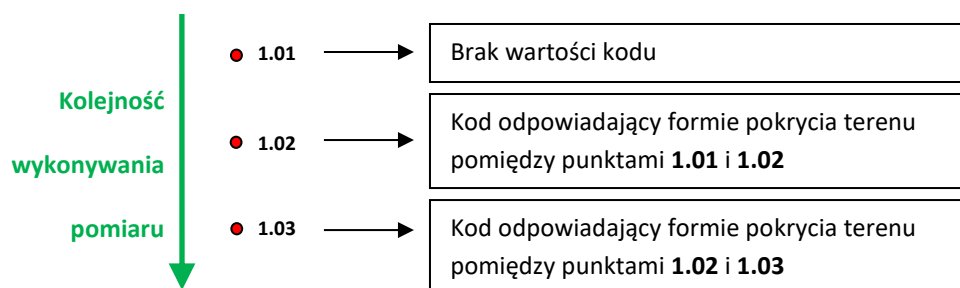 Kolejność
wykonywania
pomiaru
1.01
Brak wartości kodu
1.02
Kod odpowiadający formie pokrycia terenu
pomiędzy punktami 1.01 i 1.02
1.03
Kod odpowiadający formie pokrycia terenu
pomiędzy punktami 1.02 i 1.03